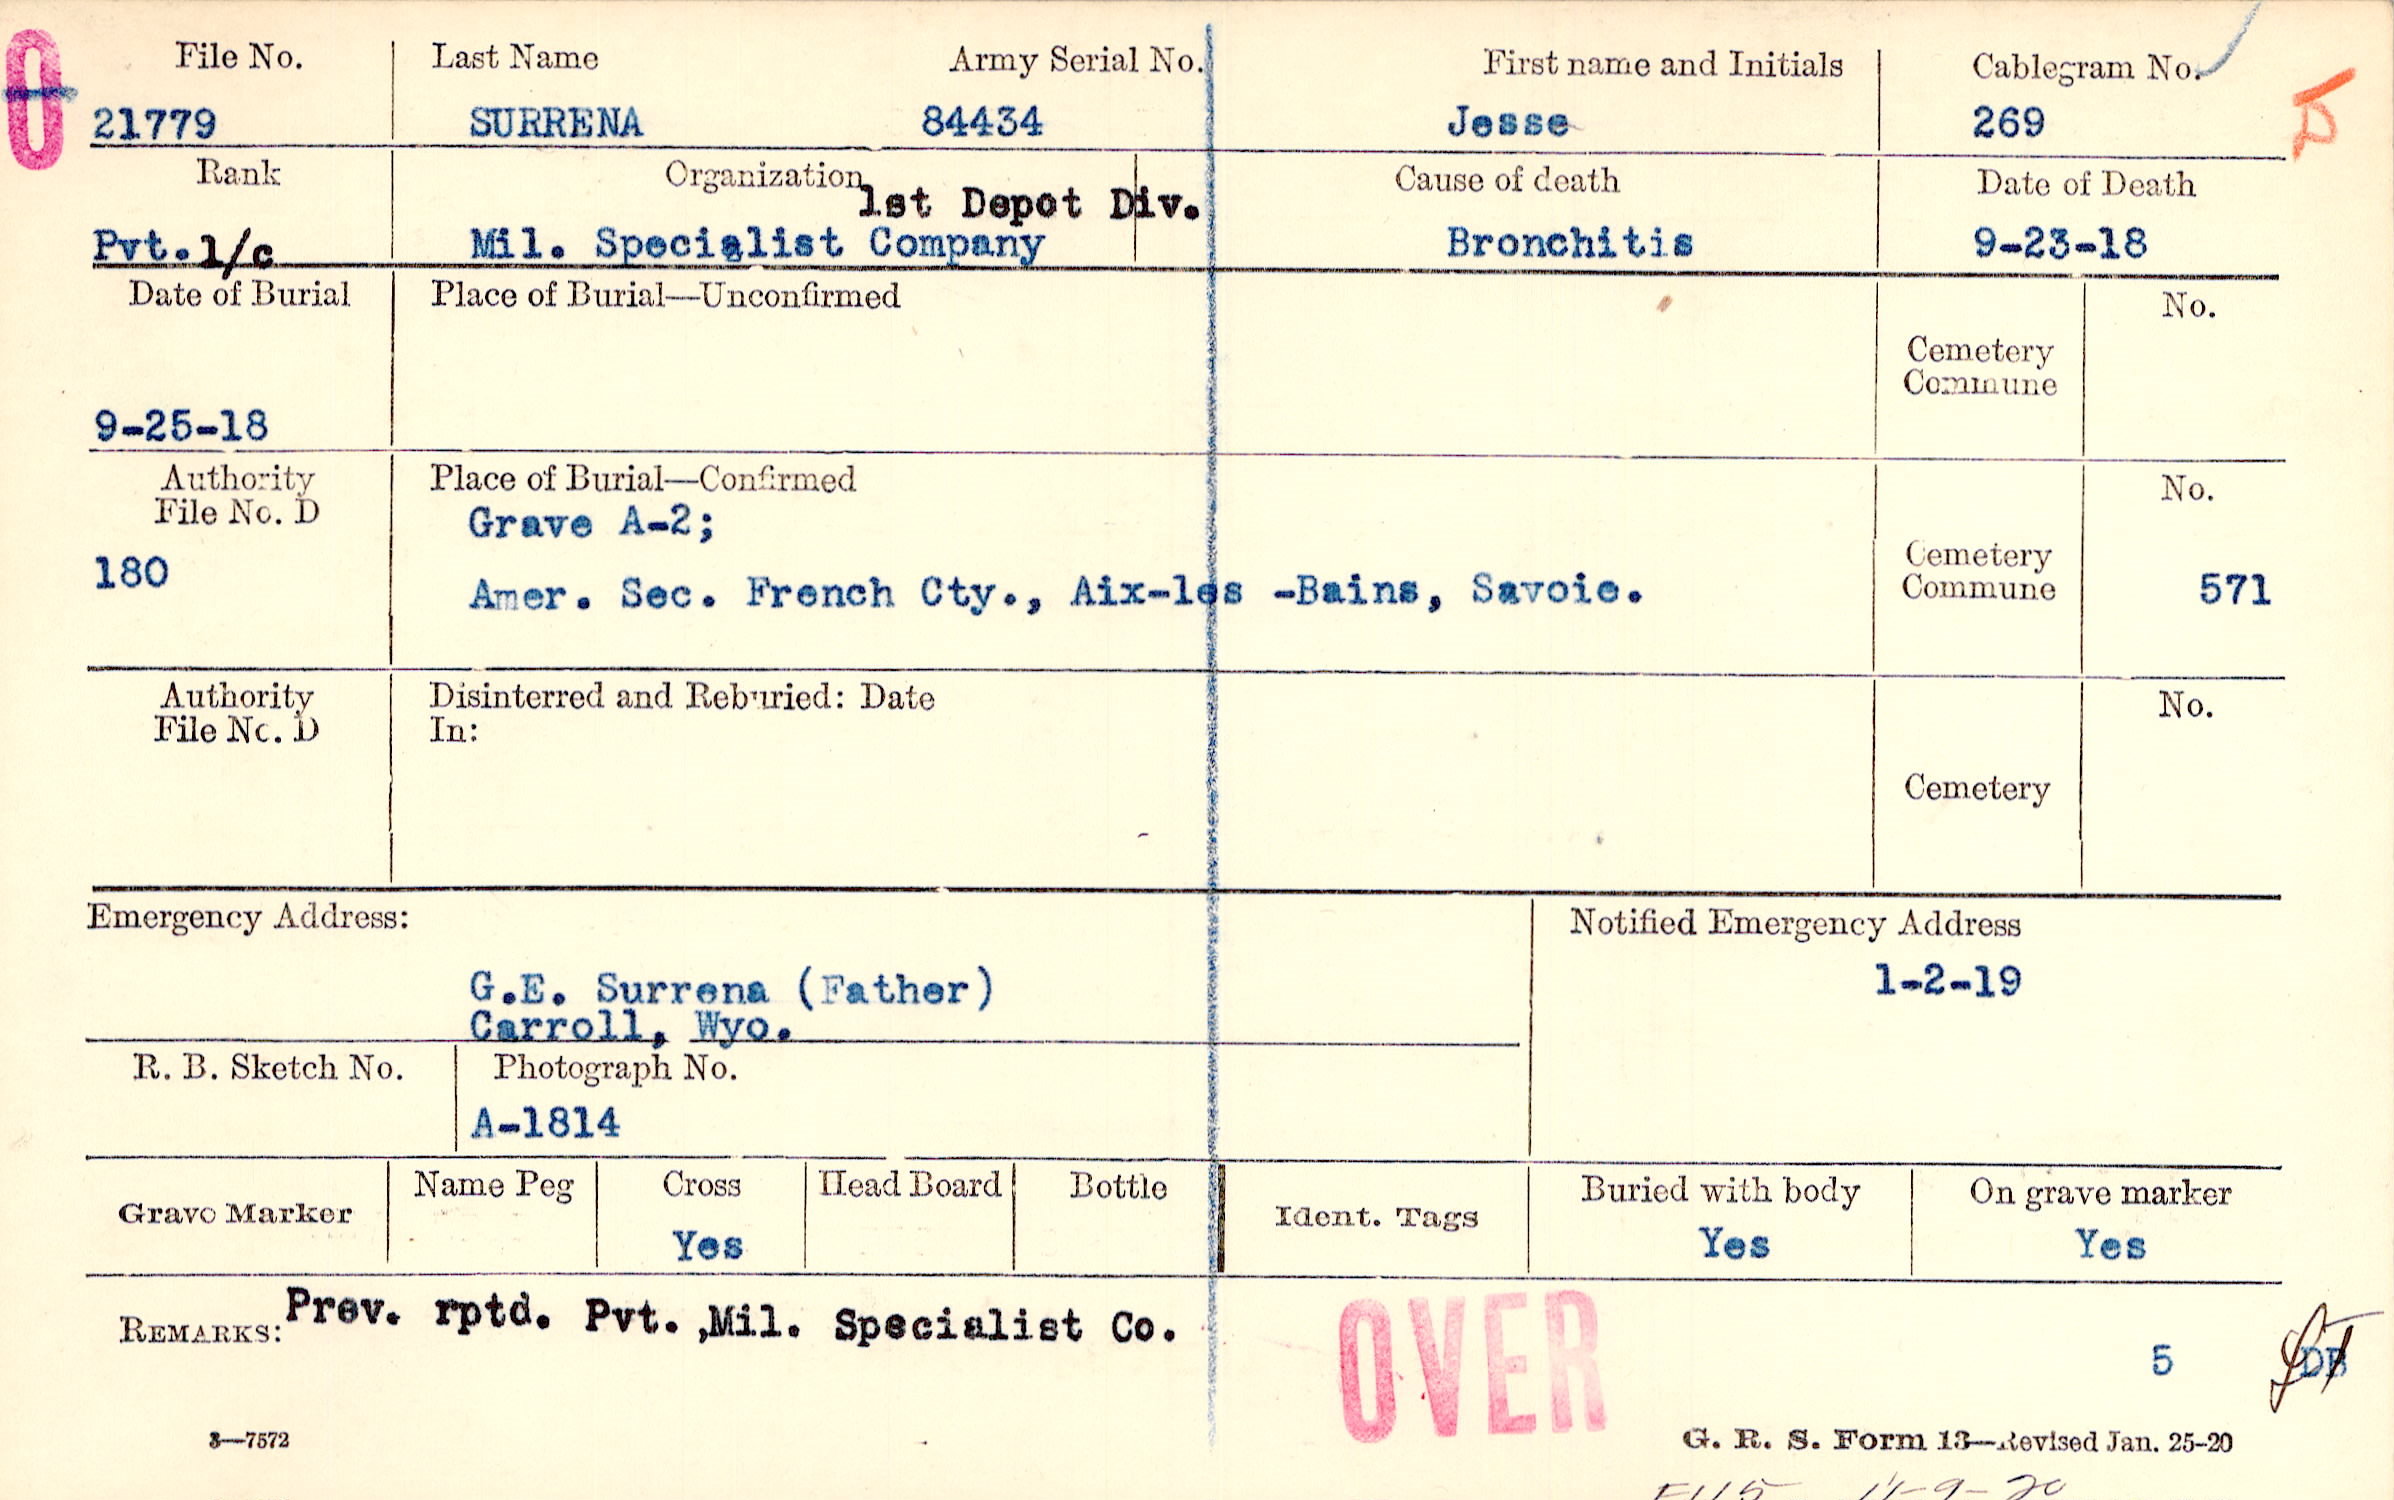 O
File No. Last Name Army Serial No. First name and Initials Cablegram No.
21779 SURRENA 84434 Jesse 269
Rank Organization Cause of death Date of Death
1st Depot Div.
Pvt. 1/c Mil. Specialist Company Bronchitis 9-23-18
Date of Burial Place of Burial—Unconfirmed No.
Cemetery
Commune
9-25-18
Authority Place of Burial—Confirmed No.
File No. D Grave A-2;
180 Cemetery
Amer. Sec. French Cty., Aix-les -Bains, Savoie. Commune 571
Authority Disinterred and Reburied: Date No.
File No. D In:
Cemetery
Emergency Address: Notified Emergency Address
G.E. Surrena (Father) 1-2-19
Carroll, Wyo.
R. B. Sketch No. Photograph No.
A-1814
Name Peg Cross Head Board Bottle Buried with body On grave marker
Grave Marker Ident. Tags
Yes Yes Yes
REMARKS: Prev. rptd. Pvt.,Mil. Specialist Co.
OVER
5 DB
3—7572 G. R. S. Form 13—Revised Jan. 25-20